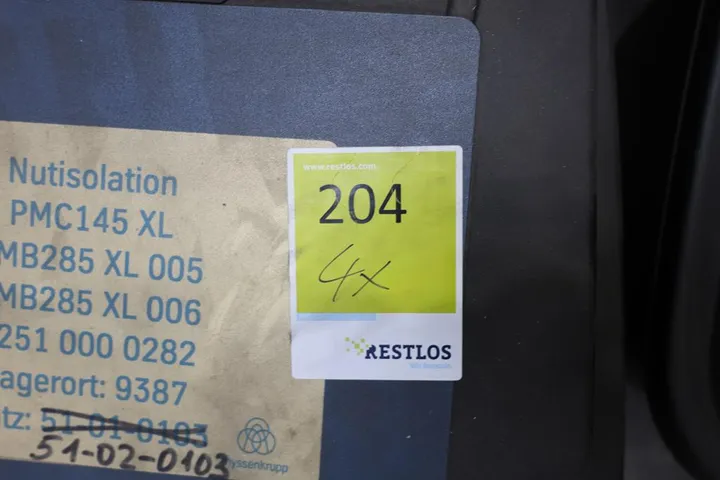 Nutisolation
PMC145 XL
MB285 XL 005
MB285 XL 006
251 000 0282
agerort: 9387
tz: 51-01-0103
51-02-0103
yssenkrupp
www.restlos.com
204
4x
RESTLOS